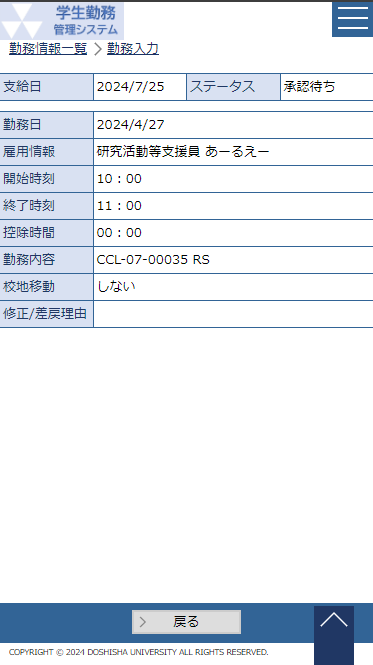 学生勤務
管理システム
勤務情報一覧 > 勤務入力
支給日 2024/7/25 ステータス 承認待ち
勤務日 2024/4/27
雇用情報 研究活動等支援員 あーるえー
開始時刻 10：00
終了時刻 11：00
控除時間 00：00
勤務内容 CCL-07-00035 RS
校地移動 しない
修正/差戻理由
戻る
COPYRIGHT © 2024 DOSHISHA UNIVERSITY ALL RIGHTS RESERVED.